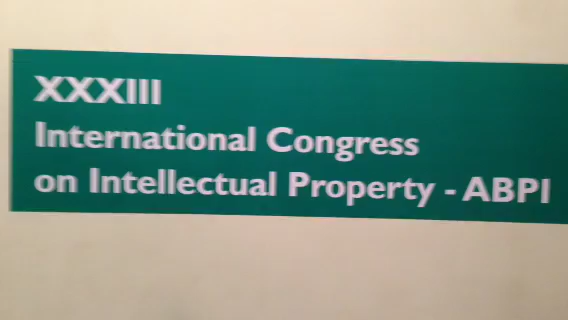 XXXIII
International Congress
on Intellectual Property - ABPI